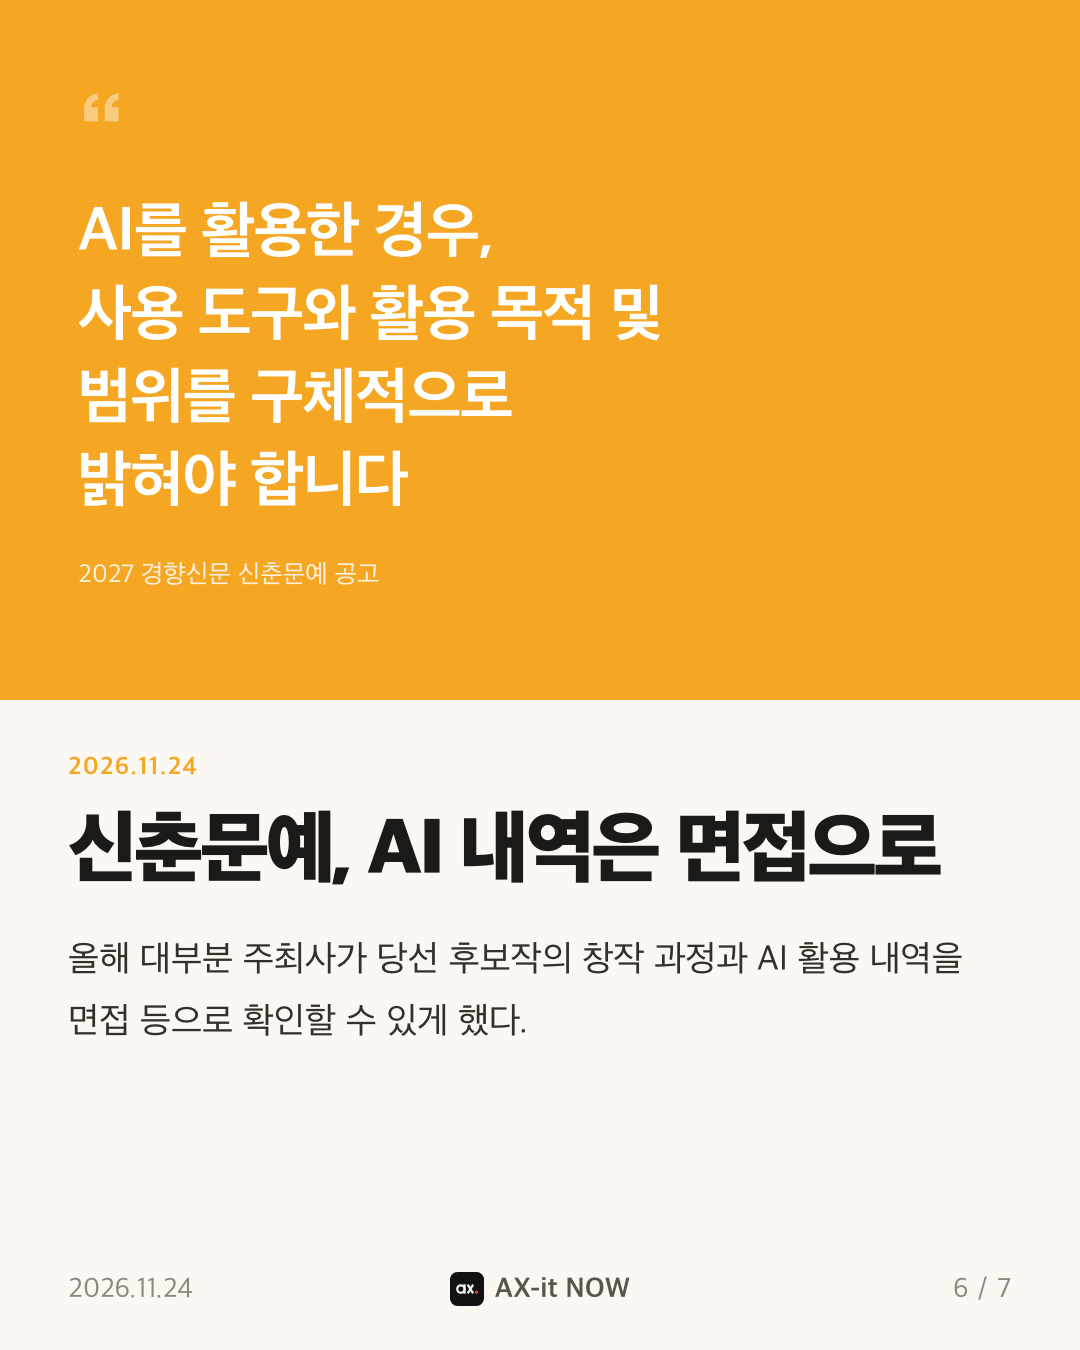 “
AI를 활용한 경우,
사용 도구와 활용 목적 및
범위를 구체적으로
밝혀야 합니다
2027 경향신문 신춘문예 공고
2026.11.24
신춘문예, AI 내역은 면접으로
올해 대부분 주최사가 당선 후보작의 창작 과정과 AI 활용 내역을
면접 등으로 확인할 수 있게 했다.
2026.11.24
ax. AX-it NOW
6 / 7